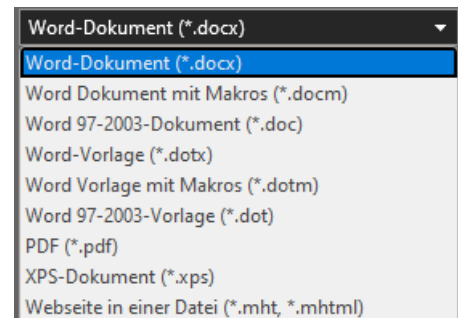 Word-Dokument (*.docx)
Word-Dokument (*.docx)
Word Dokument mit Makros (*.docm)
Word 97-2003-Dokument (*.doc)
Word-Vorlage (*.dotx)
Word Vorlage mit Makros (*.dotm)
Word 97-2003-Vorlage (*.dot)
PDF (*.pdf)
XPS-Dokument (*.xps)
Webseite in einer Datei (*.mht, *.mhtml)